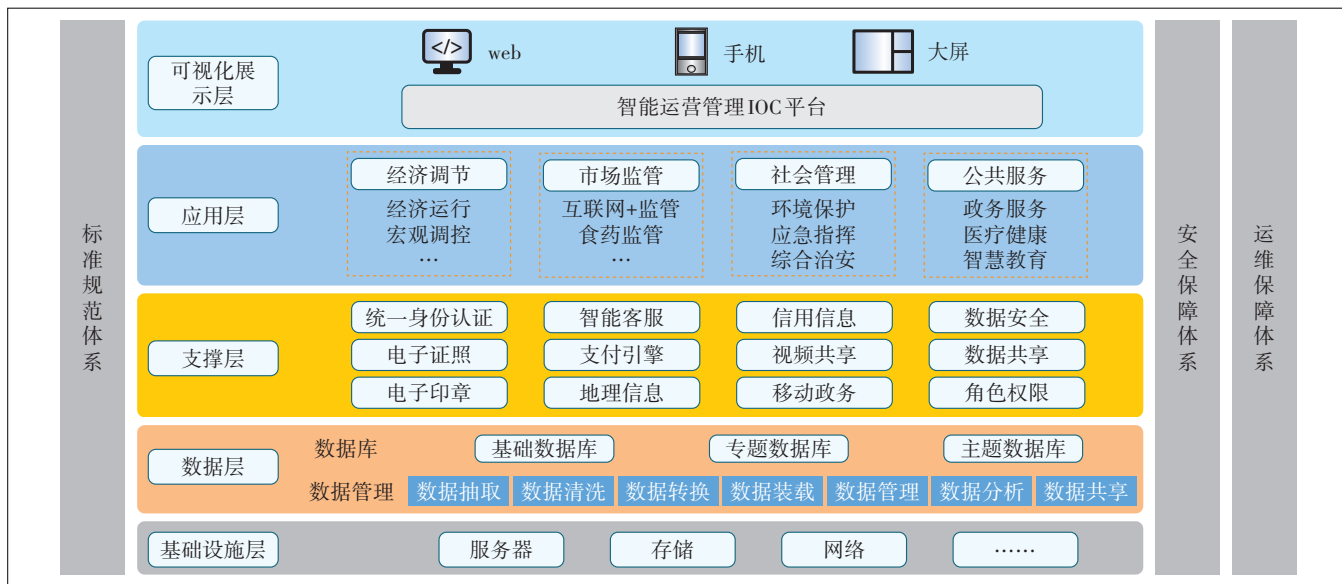 标准规范体系
可视化展
示层
</>
web
手机
大屏
智能运营管理IOC平台
应用层
经济调节
经济运行
宏观调控
…
市场监管
互联网+监管
食药监管
…
社会管理
环境保护
应急指挥
综合治安
公共服务
政务服务
医疗健康
智慧教育
支撑层
统一身份认证
智能客服
信用信息
数据安全
电子证照
支付引擎
视频共享
数据共享
电子印章
地理信息
移动政务
角色权限
数据层
数据库
基础数据库
专题数据库
主题数据库
数据管理
数据抽取
数据清洗
数据转换
数据装载
数据管理
数据分析
数据共享
基础设施层
服务器
存储
网络
……
安全保障体系
运维保障体系